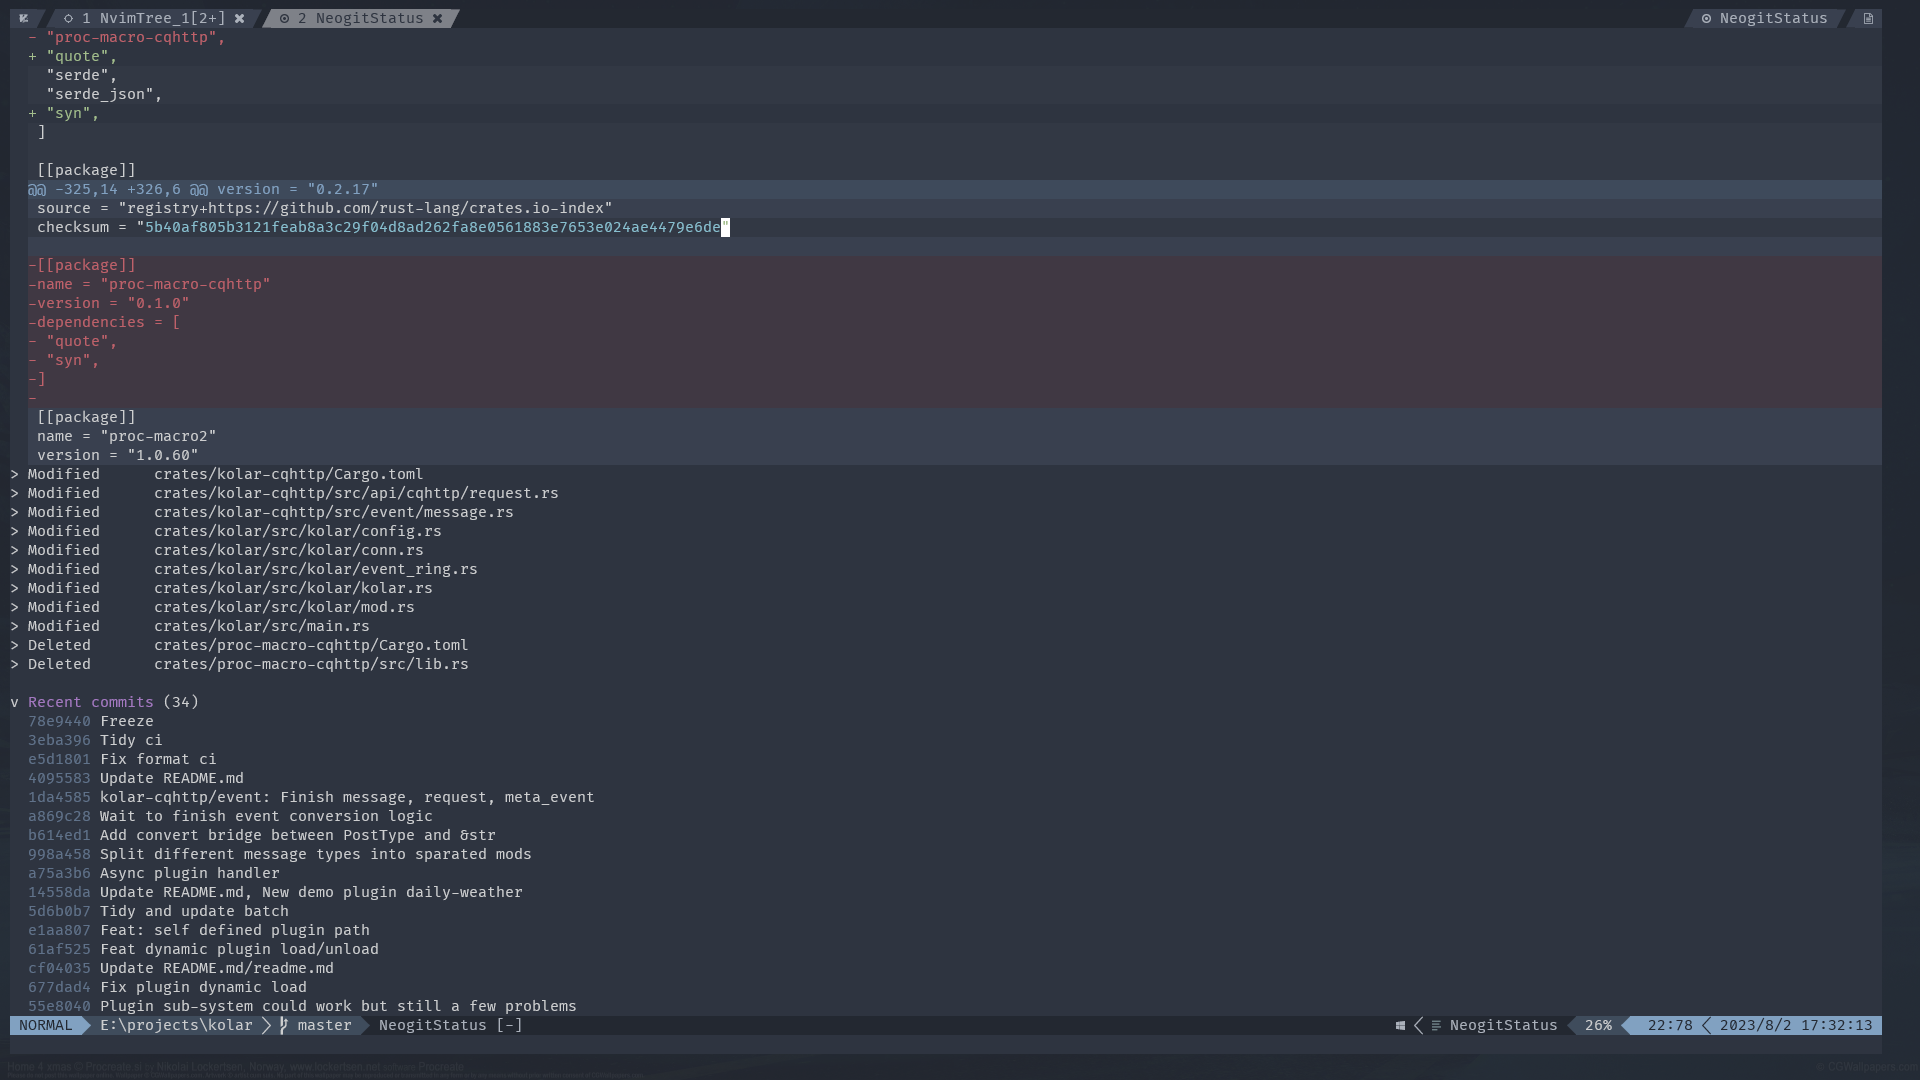 1 NvimTree_1[2+] ✖ 2 NeogitStatus ✖ NeogitStatus
- "proc-macro-cqhttp",
+ "quote",
"serde",
"serde_json",
+ "syn",
]
[[package]]
@@ -325,14 +326,6 @@ version = "0.2.17"
source = "registry+https://github.com/rust-lang/crates.io-index"
checksum = "5b40af805b3121feab8a3c29f04d8ad262fa8e0561883e7653e024ae4479e6de"
-[[package]]
-name = "proc-macro-cqhttp"
-version = "0.1.0"
-dependencies = [
- "quote",
- "syn",
-]
-
[[package]]
name = "proc-macro2"
version = "1.0.60"
> Modified crates/kolar-cqhttp/Cargo.toml
> Modified crates/kolar-cqhttp/src/api/cqhttp/request.rs
> Modified crates/kolar-cqhttp/src/event/message.rs
> Modified crates/kolar/src/kolar/config.rs
> Modified crates/kolar/src/kolar/conn.rs
> Modified crates/kolar/src/kolar/event_ring.rs
> Modified crates/kolar/src/kolar/kolar.rs
> Modified crates/kolar/src/kolar/mod.rs
> Modified crates/kolar/src/main.rs
> Deleted crates/proc-macro-cqhttp/Cargo.toml
> Deleted crates/proc-macro-cqhttp/src/lib.rs
v Recent commits (34)
78e9440 Freeze
3eba396 Tidy ci
e5d1801 Fix format ci
4095583 Update README.md
1da4585 kolar-cqhttp/event: Finish message, request, meta_event
a869c28 Wait to finish event conversion logic
b614ed1 Add convert bridge between PostType and &str
998a458 Split different message types into sparated mods
a75a3b6 Async plugin handler
14558da Update README.md, New demo plugin daily-weather
5d6b0b7 Tidy and update batch
e1aa807 Feat: self defined plugin path
61af525 Feat dynamic plugin load/unload
cf04035 Update README.md/readme.md
677dad4 Fix plugin dynamic load
55e8040 Plugin sub-system could work but still a few problems
NORMAL E:\projects\kolar master NeogitStatus [-] NeogitStatus 26% 22:78 2023/8/2 17:32:13